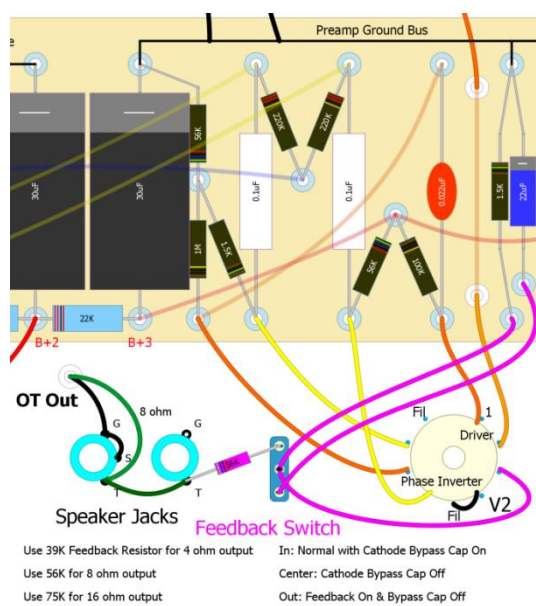 e
Preamp Ground Bus
56K
220K
220K
30uF
30uF
0.1uF
0.1uF
0.022uF
1.5K
22uF
1M
1.5K
56K
100K
22K
B+2
B+3
OT Out
8 ohm
G
S
T
G
T
56K
Fil
1
Driver
Phase Inverter
Fil
V2
Speaker Jacks
Feedback Switch
Use 39K Feedback Resistor for 4 ohm output
In: Normal with Cathode Bypass Cap On
Use 56K for 8 ohm output
Center: Cathode Bypass Cap Off
Use 75K for 16 ohm output
Out: Feedback On & Bypass Cap Off